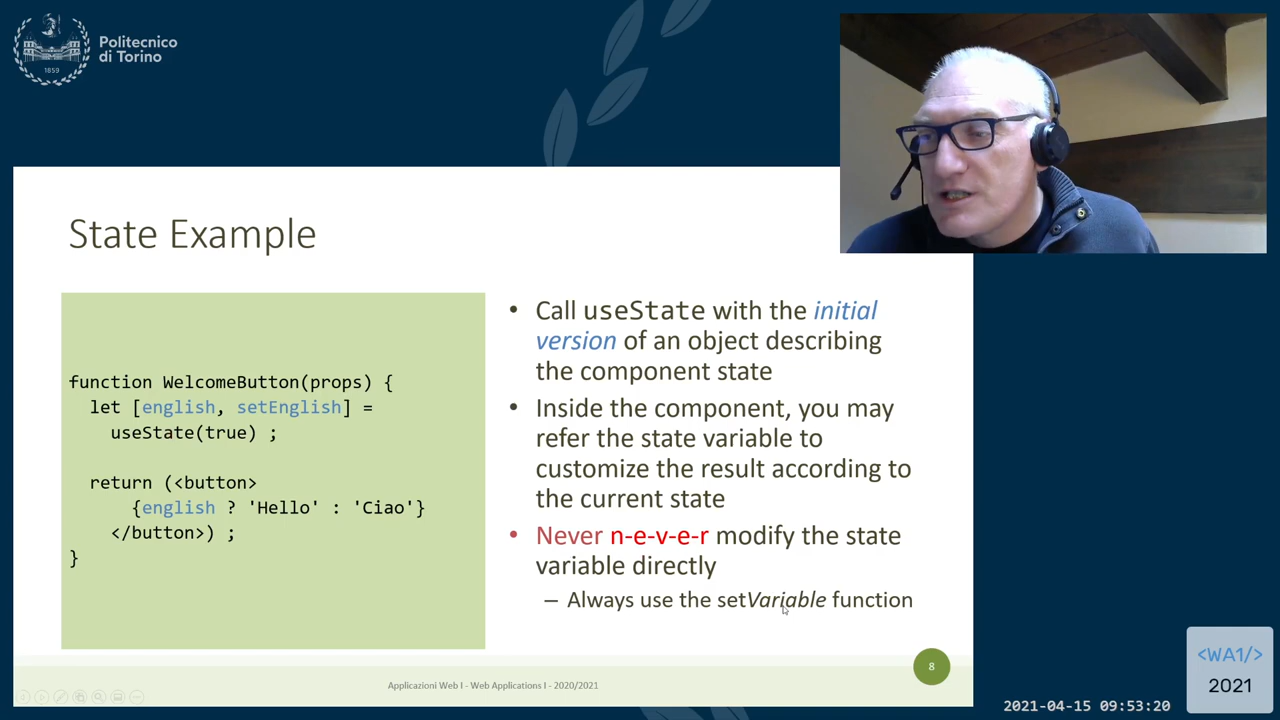 Politecnico
di Torino
1859
State Example
function WelcomeButton(props) {
let [english, setEnglish] =
useState(true) ;
return (<button>
{english ? 'Hello' : 'Ciao'}
</button>) ;
}
• Call useState with the initial
version of an object describing
the component state
• Inside the component, you may
refer the state variable to
customize the result according to
the current state
• Never n-e-v-e-r modify the state
variable directly
– Always use the setVariable function
Applicazioni Web I - Web Applications I - 2020/2021
8
<WA1/>
2021
2021-04-15 09:53:20